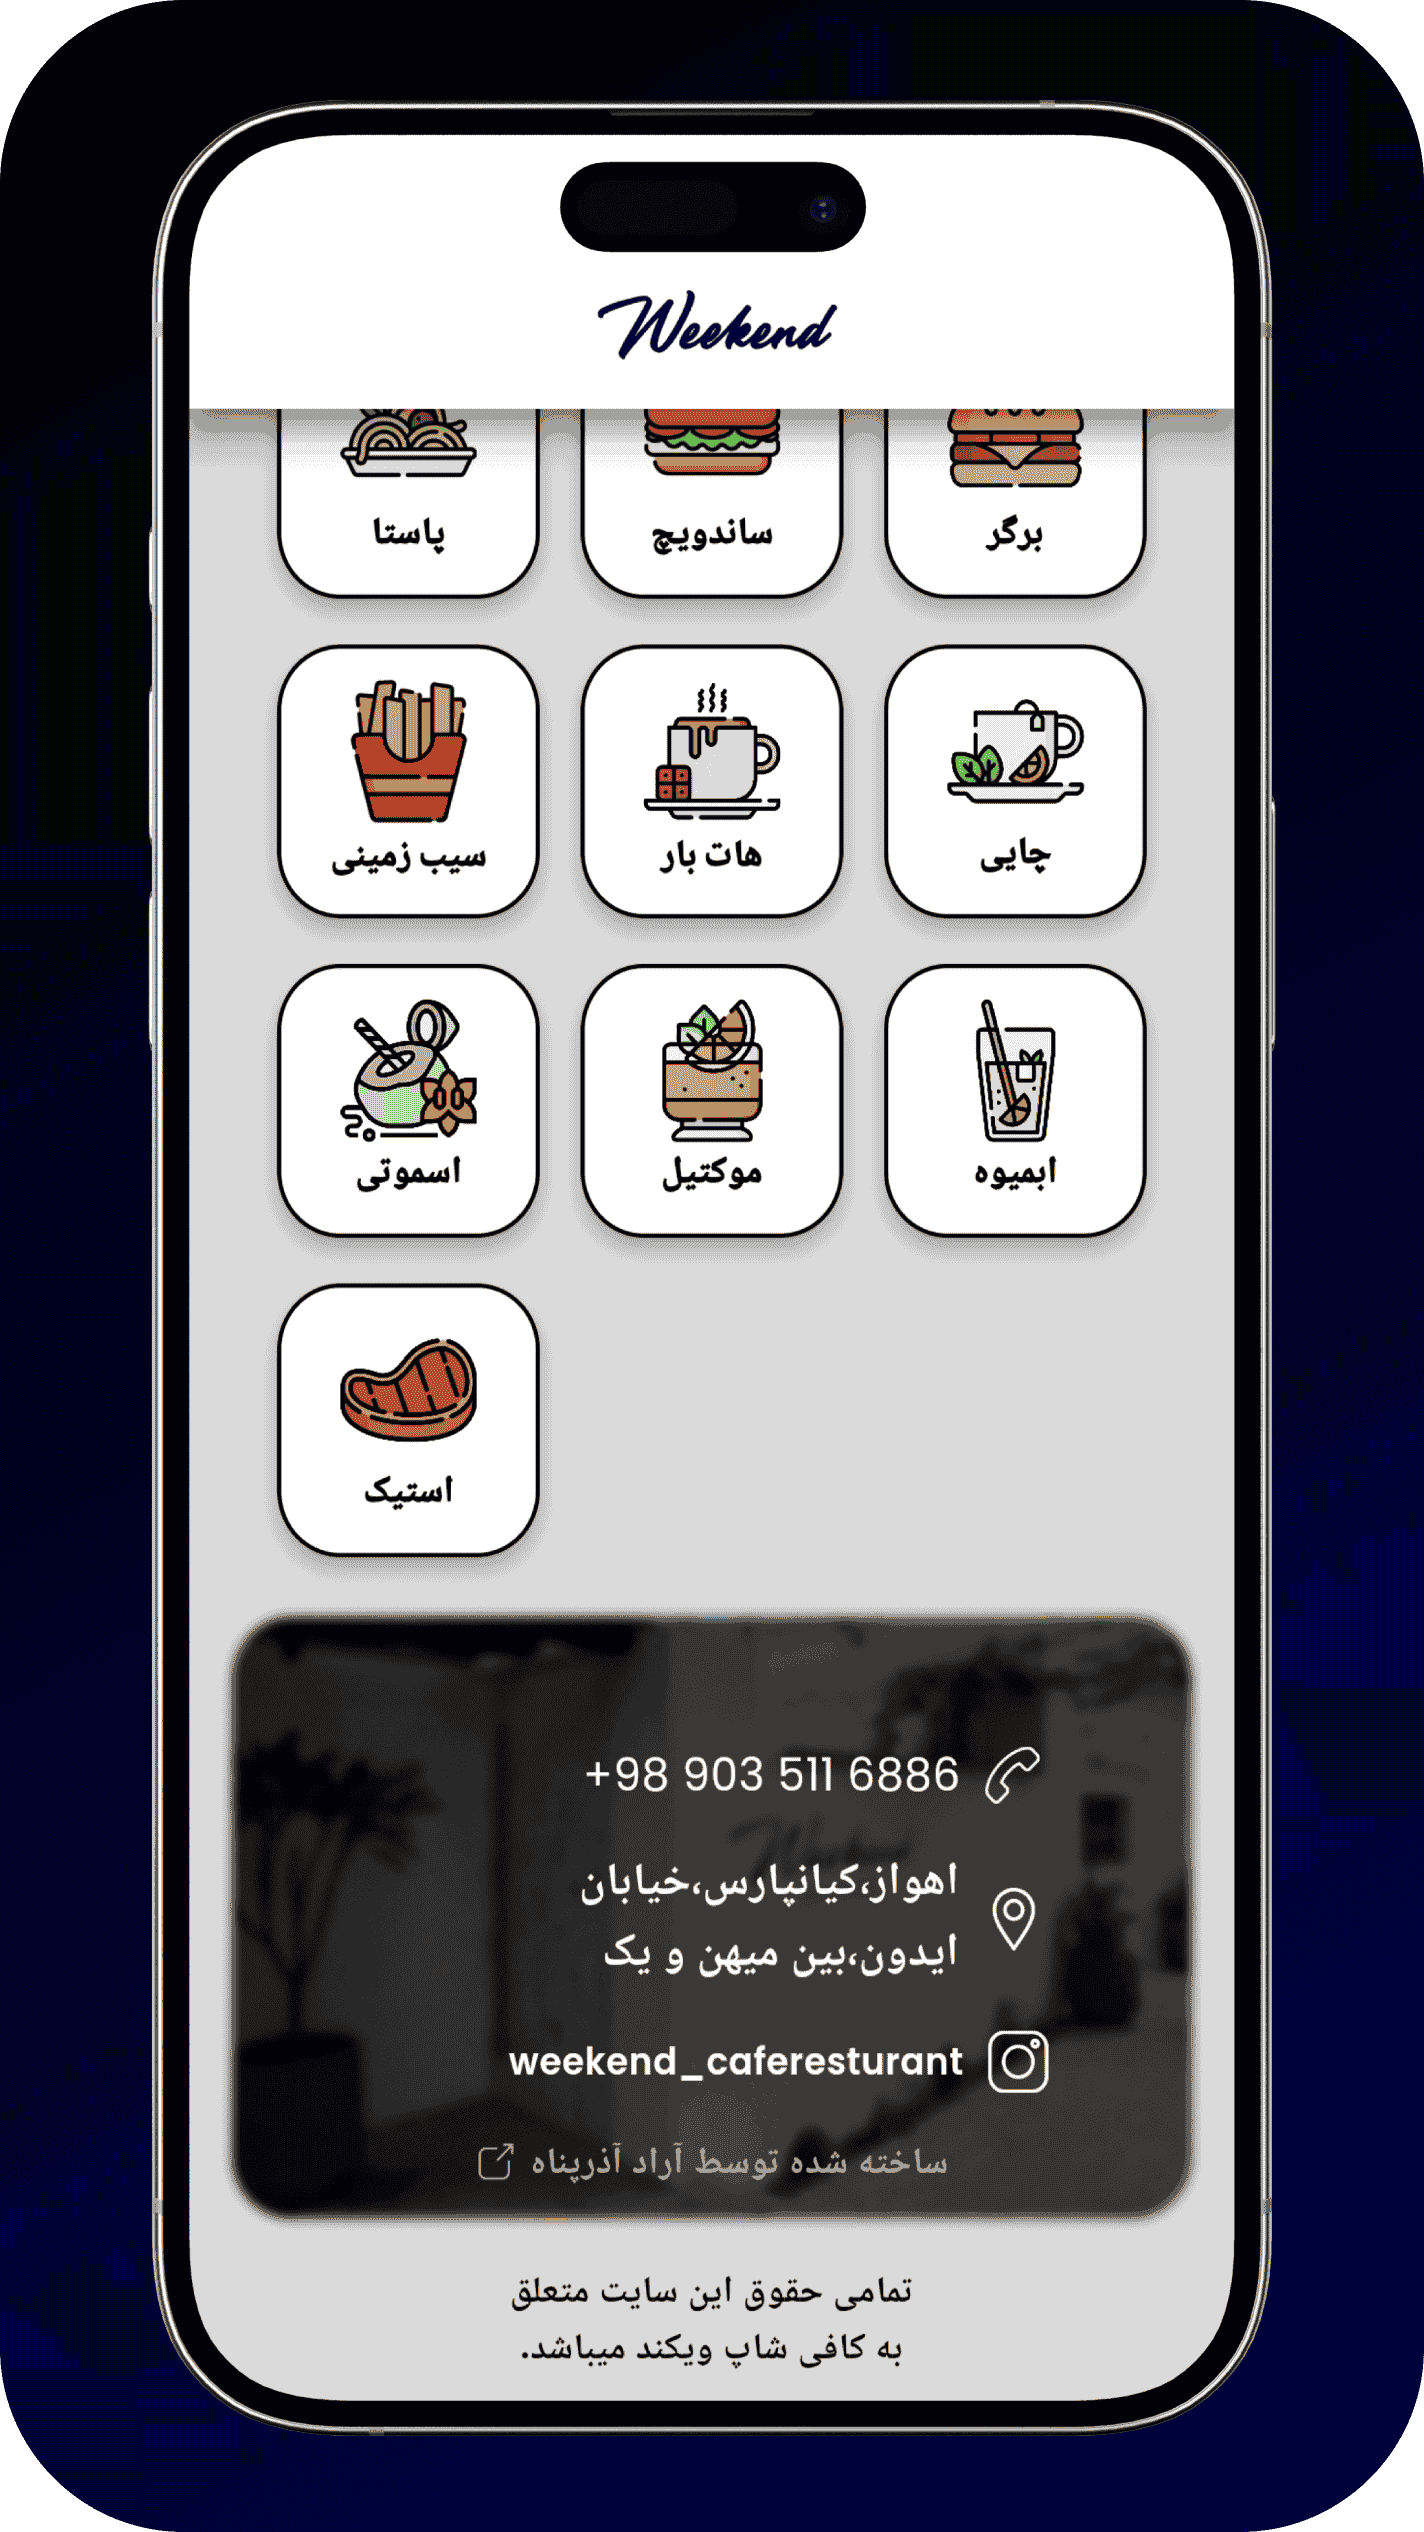 Weekend
برگر
ساندویچ
پاستا
چایی
هات بار
سیب زمینی
ابمیوه
موکتیل
اسموتی
استیک
+98 903 511 6886
Weekend
اهواز،کیانپارس،خیابان
ایدون،بین میهن و یک
weekend_caferesturant
ساخته شده توسط آراد آذرپناه
تمامی حقوق این سایت متعلق
به کافی شاپ ویکند میباشد.